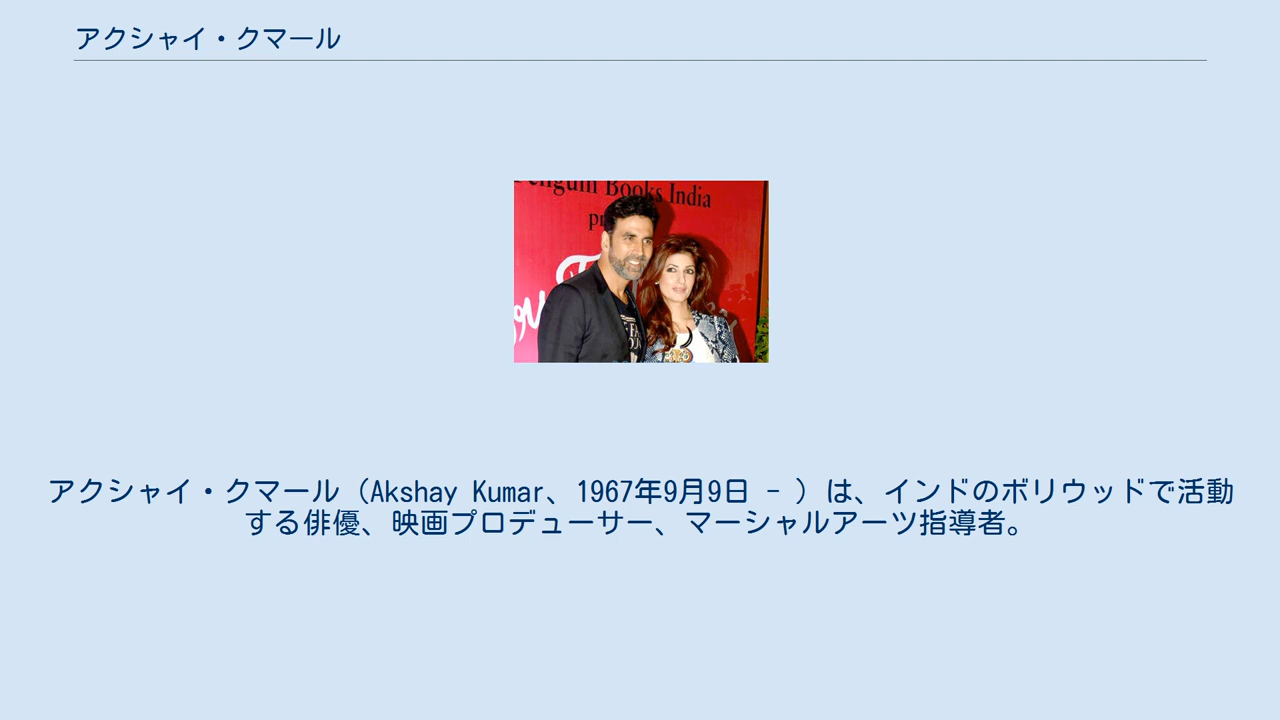 アクシャイ・クマール
Penguin Books India
アクシャイ・クマール（Akshay Kumar、1967年9月9日 - ）は、インドのボリウッドで活動
する俳優、映画プロデューサー、マーシャルアーツ指導者。